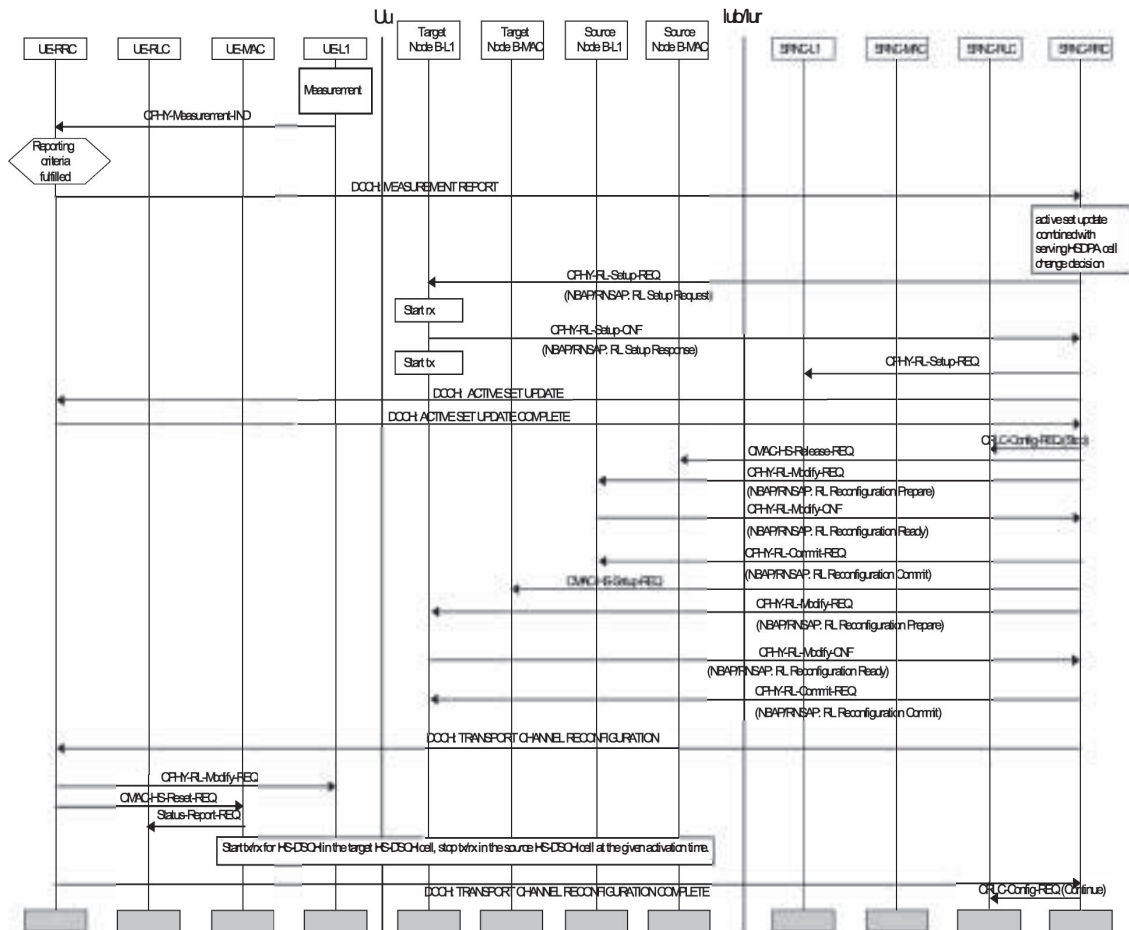 Uu
Iub/Iur
UE-RRC
UE-RLC
UE-MAC
UE-L1
Target
Node B-L1
Target
Node B-MAC
Source
Node B-L1
Source
Node B-MAC
SRNC-L1
SRNC-MAC
SRNC-RLC
SRNC-RRC
Measurement
CPHY-Measurement-IND
Reporting
criteria
fulfilled
DCCH: MEASUREMENT REPORT
active set update
combined with
serving HSDPA cell
change decision
CPHY-RL-Setup-REQ
(NBAP/RNSAP: RL Setup Request)
Start rx
CPHY-RL-Setup-CNF
(NBAP/RNSAP: RL Setup Response)
Start tx
CPHY-RL-Setup-REQ
DCCH: ACTIVE SET UPDATE
DCCH: ACTIVE SET UPDATE COMPLETE
CRLC-Config-REQ (Stop)
CMAC-HS-Release-REQ
CPHY-RL-Modify-REQ
(NBAP/RNSAP: RL Reconfiguration Prepare)
CPHY-RL-Modify-CNF
(NBAP/RNSAP: RL Reconfiguration Ready)
CPHY-RL-Commit-REQ
(NBAP/RNSAP: RL Reconfiguration Commit)
CMAC-HS-Setup-REQ
CPHY-RL-Modify-REQ
(NBAP/RNSAP: RL Reconfiguration Prepare)
CPHY-RL-Modify-CNF
(NBAP/RNSAP: RL Reconfiguration Ready)
CPHY-RL-Commit-REQ
(NBAP/RNSAP: RL Reconfiguration Commit)
DCCH: TRANSPORT CHANNEL RECONFIGURATION
CPHY-RL-Modify-REQ
CMAC-HS-Reset-REQ
Status-Report-REQ
Start tx/rx for HS-DSCH in the target HS-DSCH cell, stop tx/rx in the source HS-DSCH cell at the given activation time.
DCCH: TRANSPORT CHANNEL RECONFIGURATION COMPLETE
CRLC-Config-REQ (Continue)